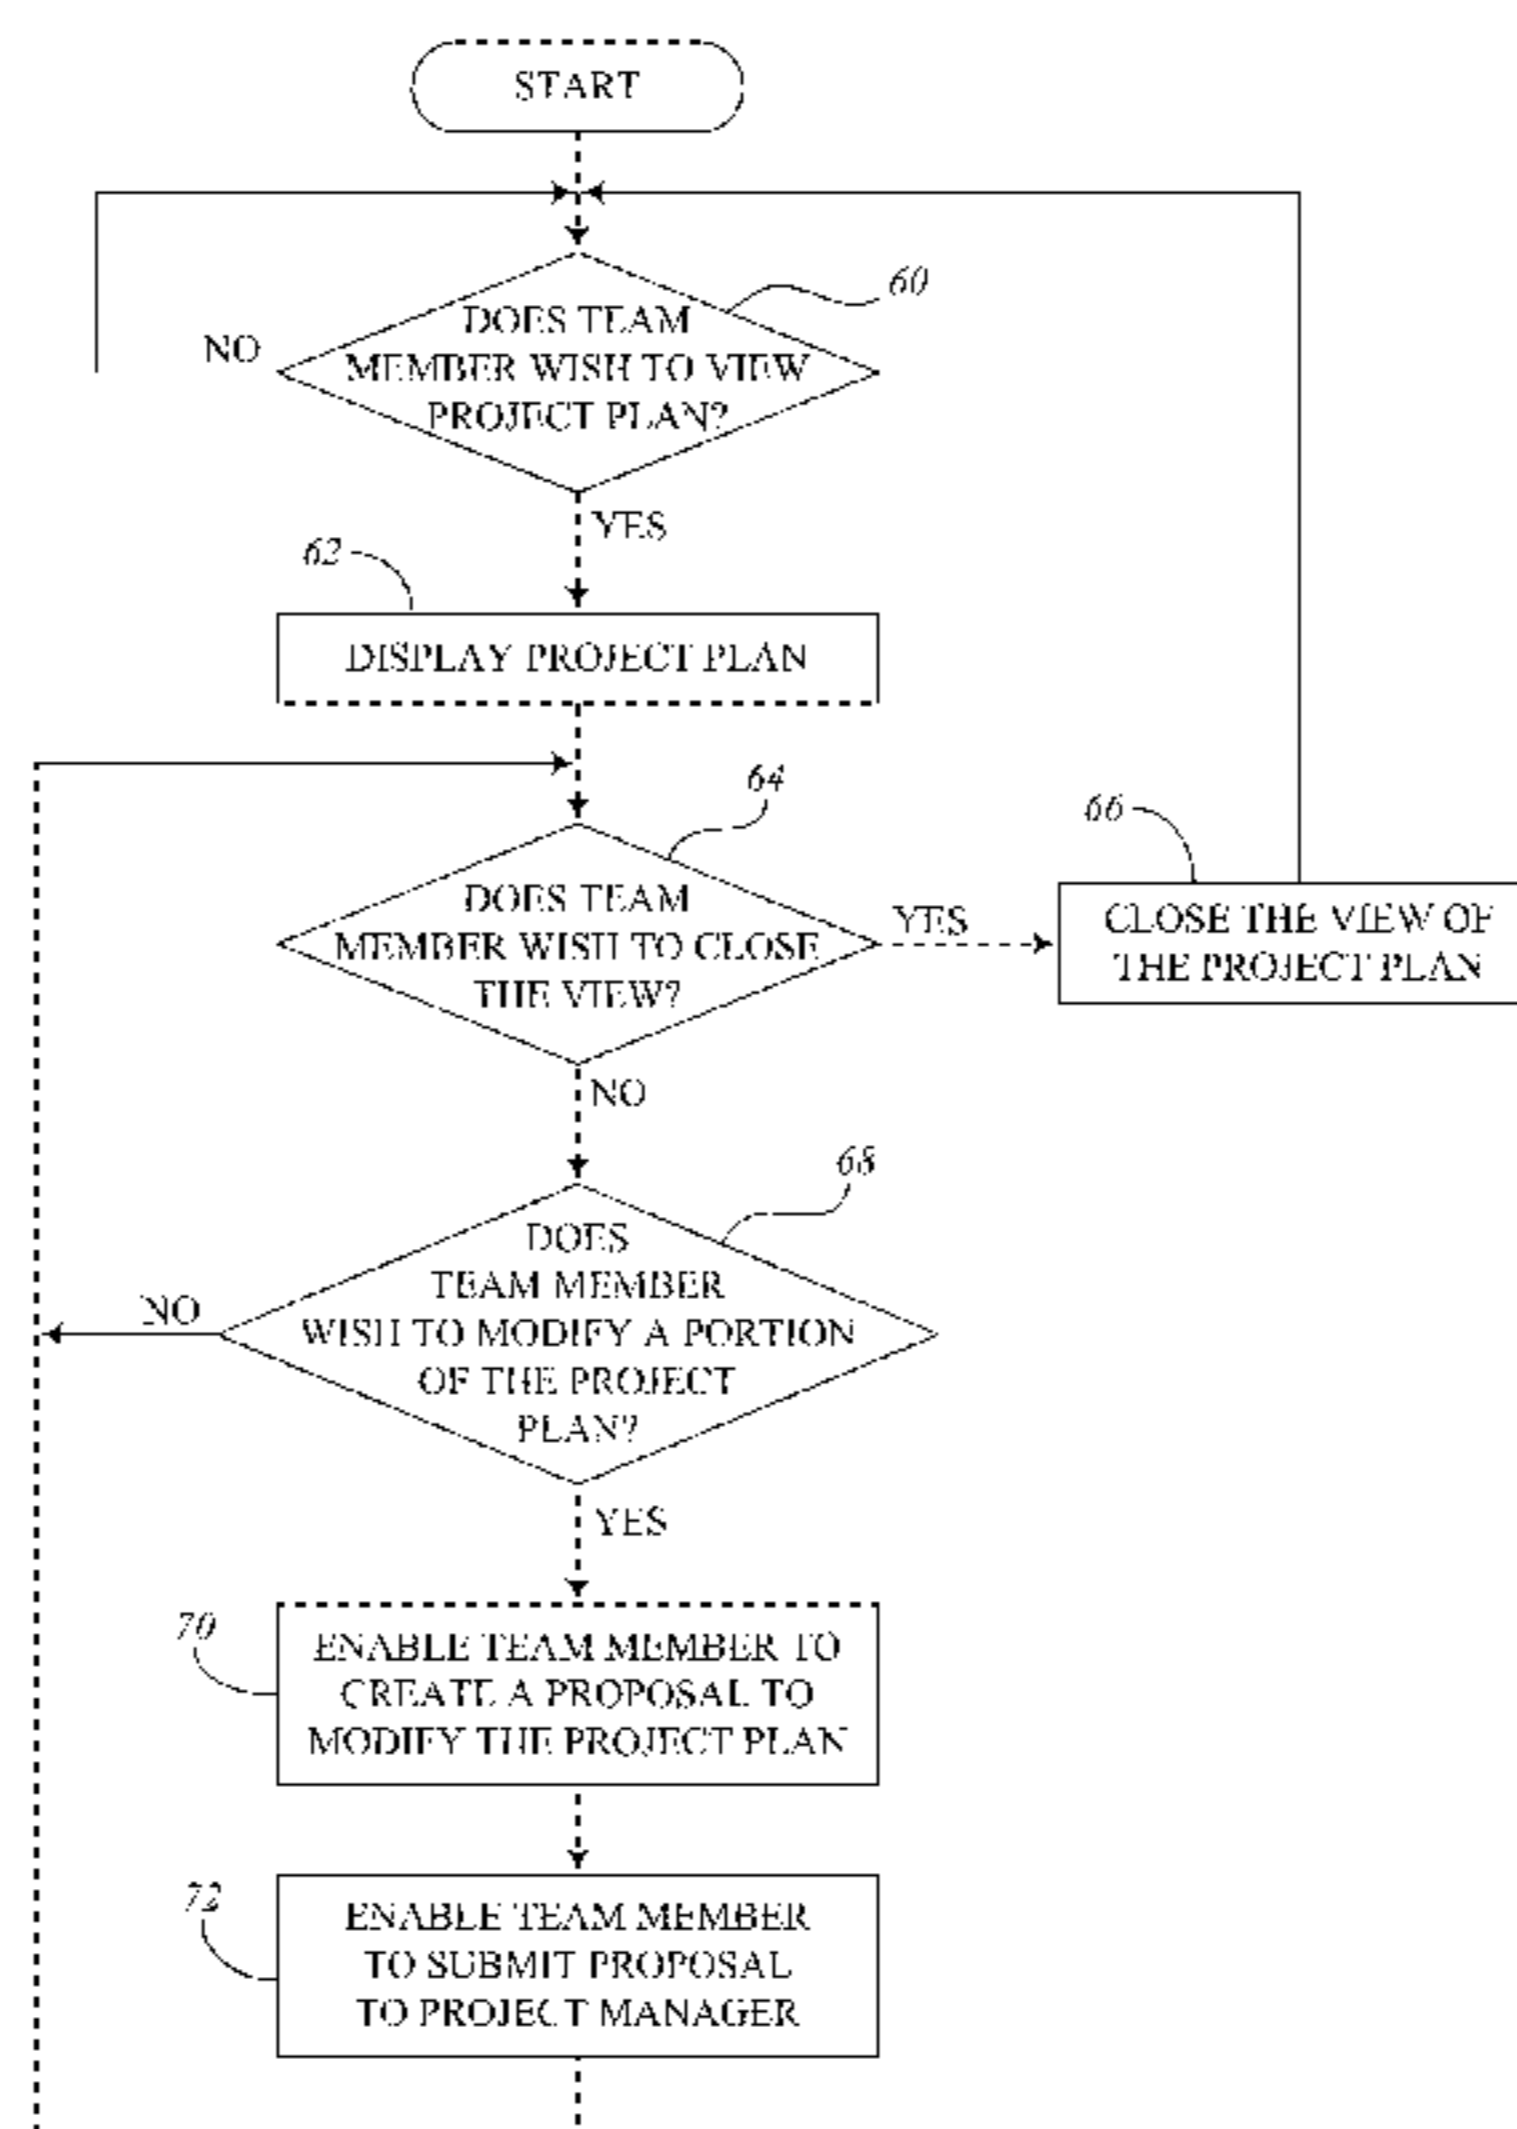 START
60
DOES TEAM
MEMBER WISH TO VIEW
PROJECT PLAN?
NO
YES
62
DISPLAY PROJECT PLAN
64
DOES TEAM
MEMBER WISH TO CLOSE
THE VIEW?
YES
66
CLOSE THE VIEW OF
THE PROJECT PLAN
NO
68
DOES
TEAM MEMBER
WISH TO MODIFY A PORTION
OF THE PROJECT
PLAN?
NO
YES
70
ENABLE TEAM MEMBER TO
CREATE A PROPOSAL TO
MODIFY THE PROJECT PLAN
72
ENABLE TEAM MEMBER
TO SUBMIT PROPOSAL
TO PROJECT MANAGER